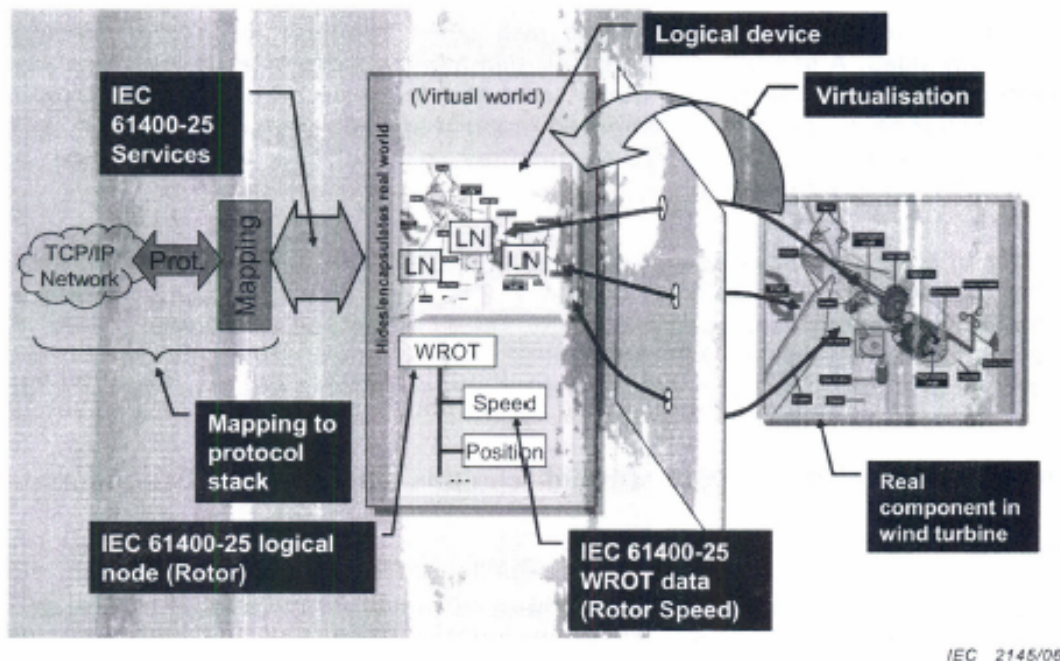 Logical device
IEC
61400-25
Services
(Virtual world)
Virtualisation
Hides/encapsulates real world
LN
LN
LN
TCP/IP
Network
Prot.
Mapping
WROT
Speed
Position
...
Mapping to
protocol
stack
Real
component in
wind turbine
IEC 61400-25 logical
node (Rotor)
IEC 61400-25
WROT data
(Rotor Speed)
IEC 2145/06